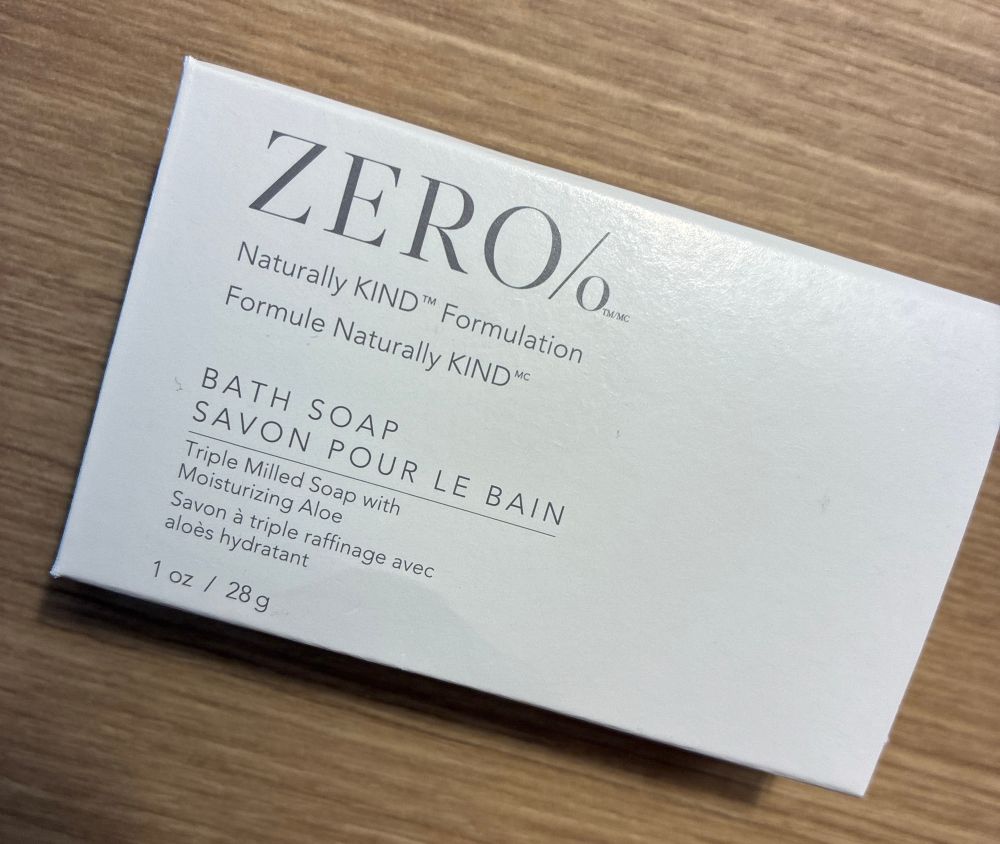 ZERO% TM/MC
Naturally KIND™ Formulation
Formule Naturally KIND MC
BATH SOAP
SAVON POUR LE BAIN
Triple Milled Soap with
Moisturizing Aloe
Savon à triple raffinage avec
aloès hydratant
1 oz / 28 g